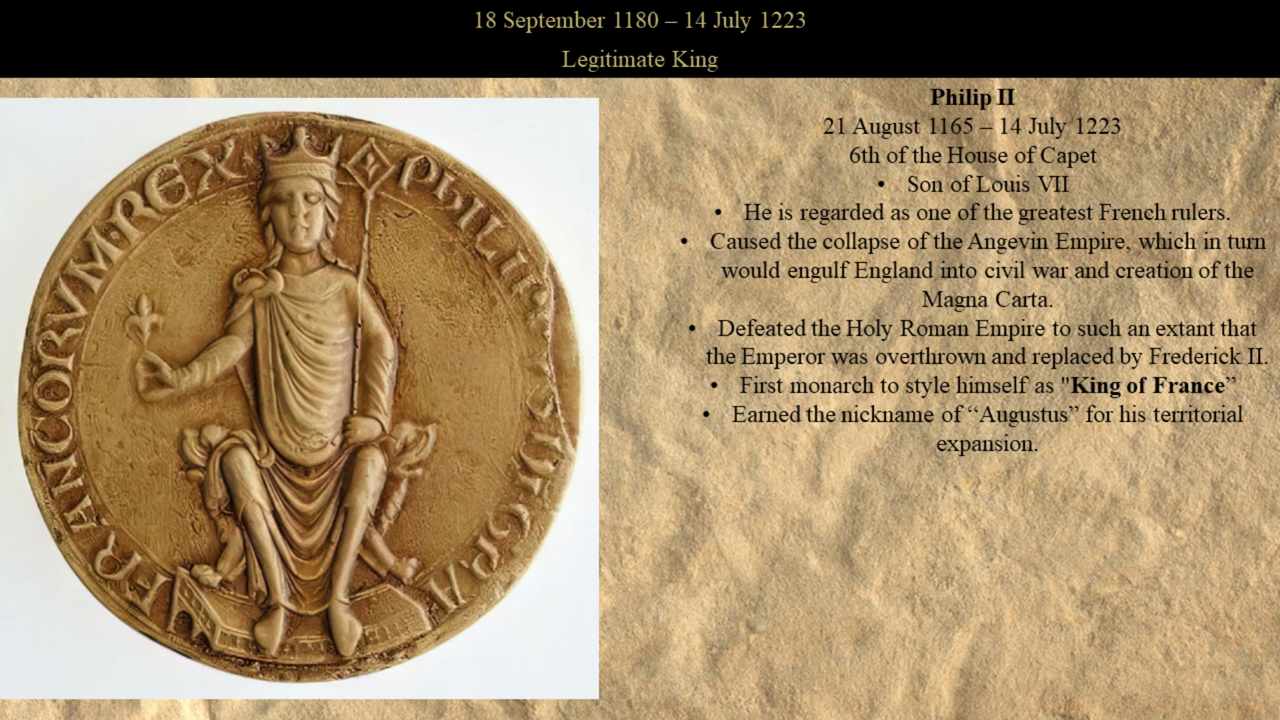 18 September 1180 – 14 July 1223
Legitimate King
Philip II
21 August 1165 – 14 July 1223
6th of the House of Capet
• Son of Louis VII
• He is regarded as one of the greatest French rulers.
• Caused the collapse of the Angevin Empire, which in turn
would engulf England into civil war and creation of the
Magna Carta.
• Defeated the Holy Roman Empire to such an extant that
the Emperor was overthrown and replaced by Frederick II.
• First monarch to style himself as "King of France”
• Earned the nickname of “Augustus” for his territorial
expansion.
FRANCORVM REX